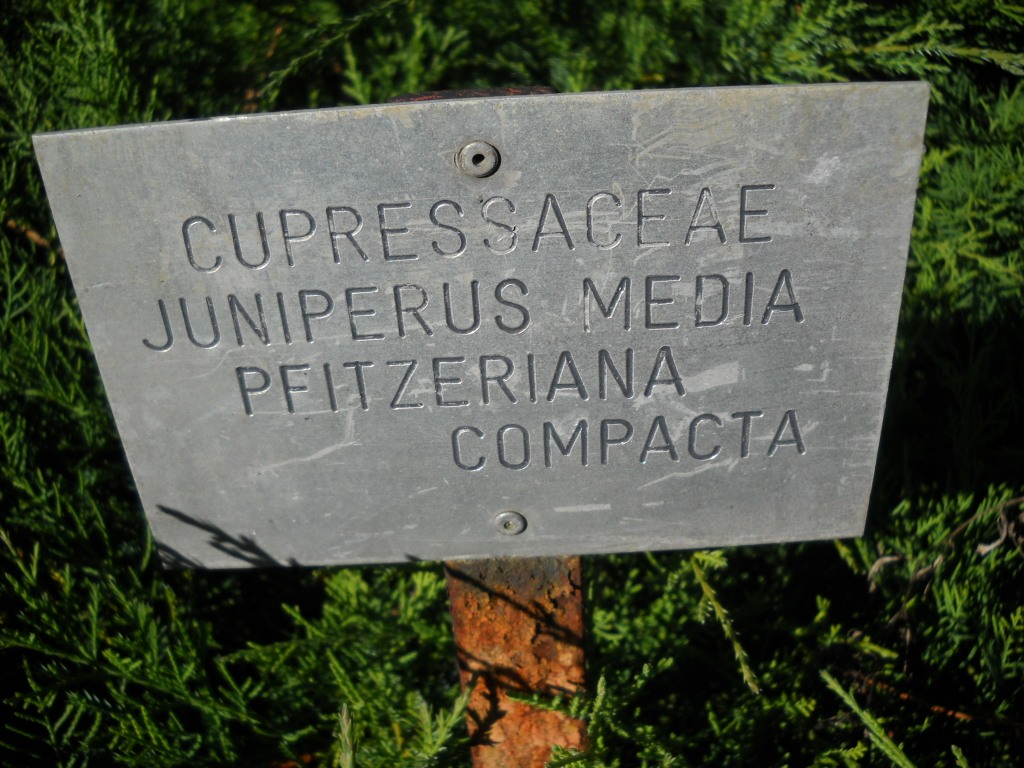 CUPRESSACEAE
JUNIPERUS MEDIA
PFITZERIANA
COMPACTA